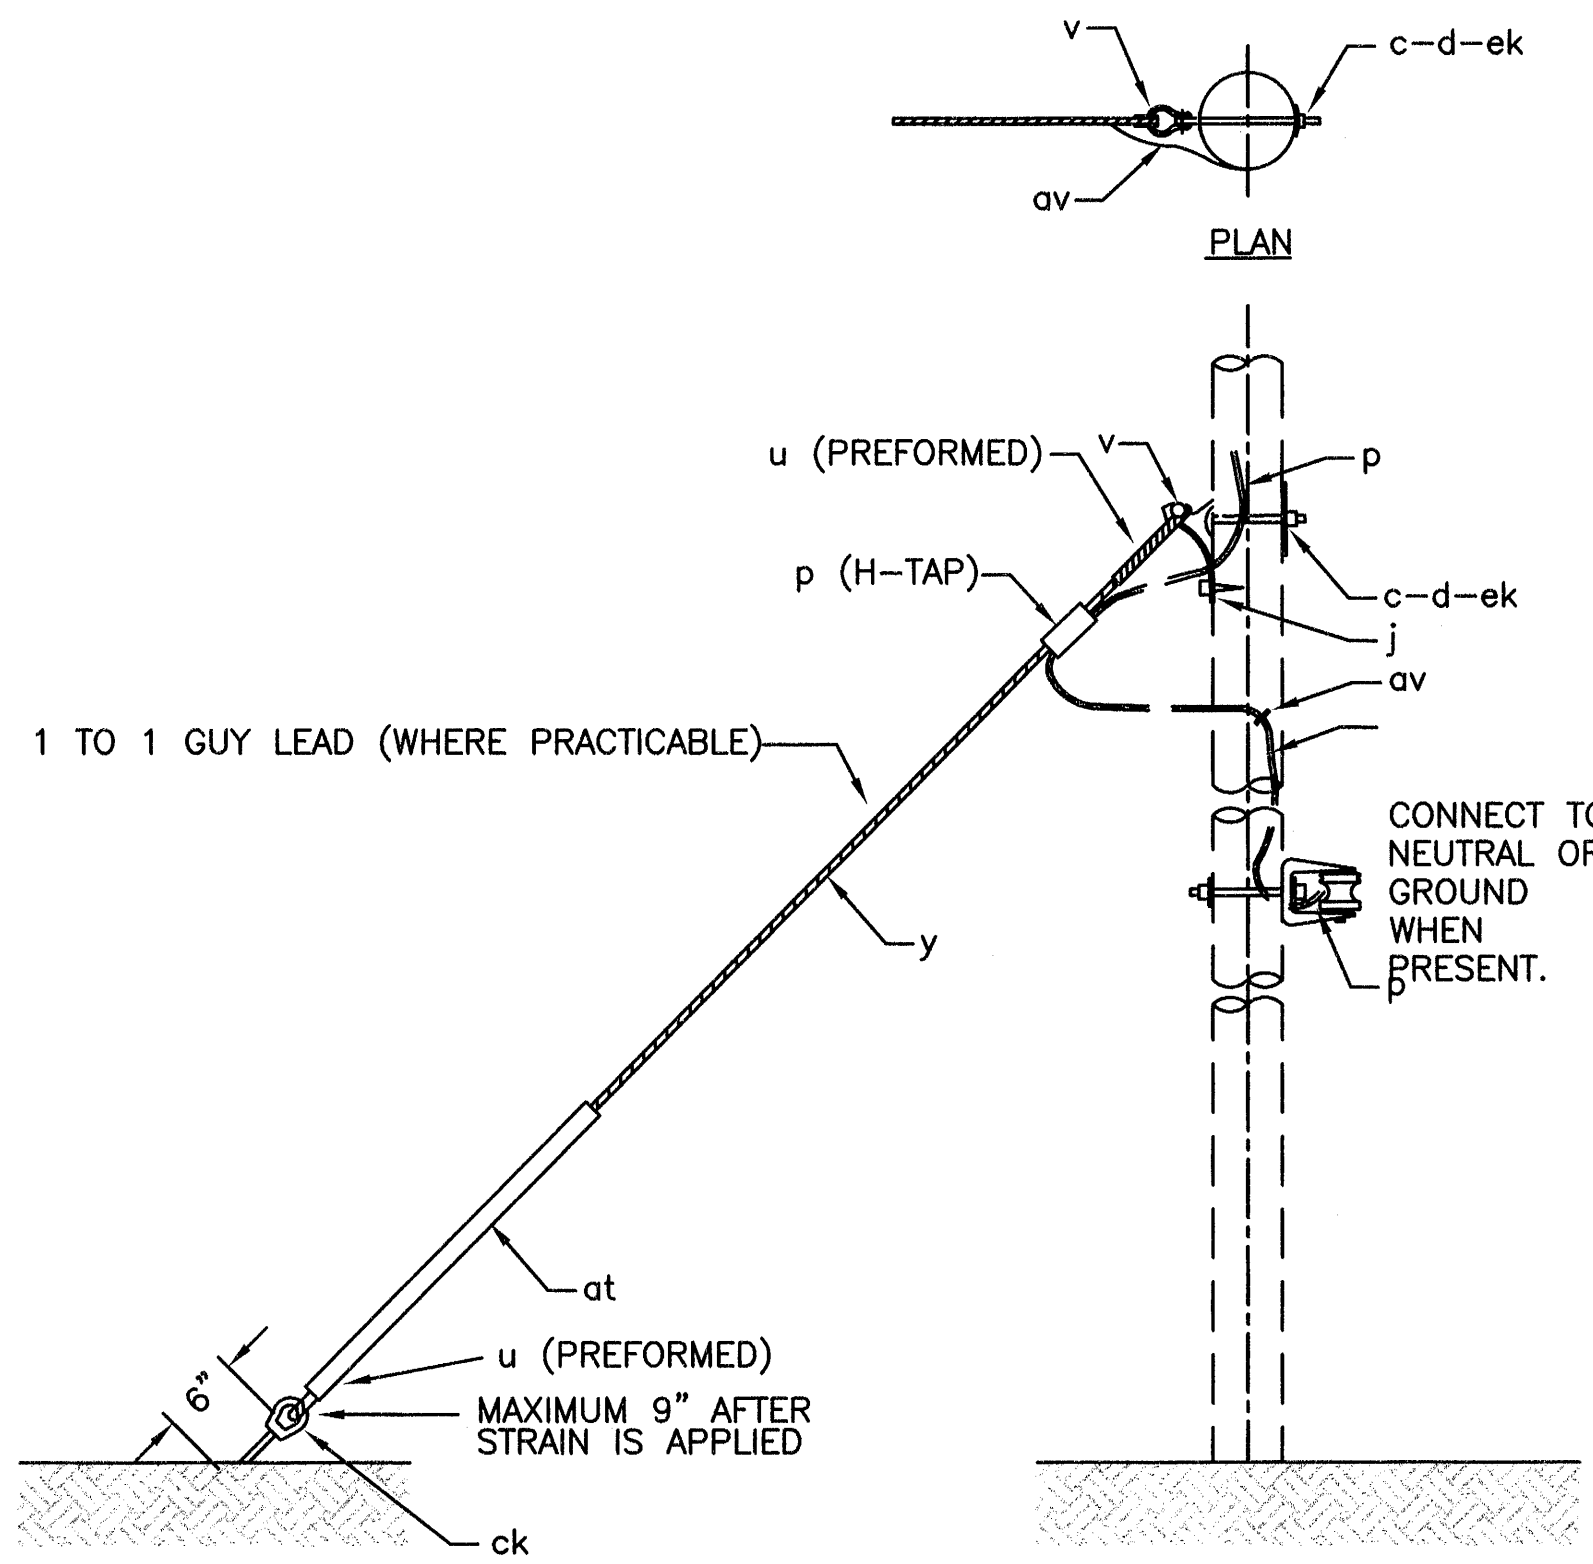 v
c-d-ek
av
PLAN
u (PREFORMED)
v
p
p (H-TAP)
c-d-ek
j
av
1 TO 1 GUY LEAD (WHERE PRACTICABLE)
CONNECT TO
NEUTRAL OR
GROUND
WHEN
PRESENT.
p
y
at
u (PREFORMED)
6"
MAXIMUM 9" AFTER
STRAIN IS APPLIED
ck